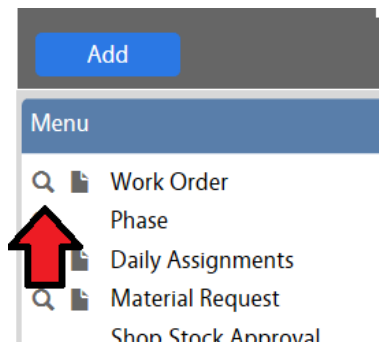 Add
Menu
Work Order
Phase
Daily Assignments
Material Request
Shop Stock Approval